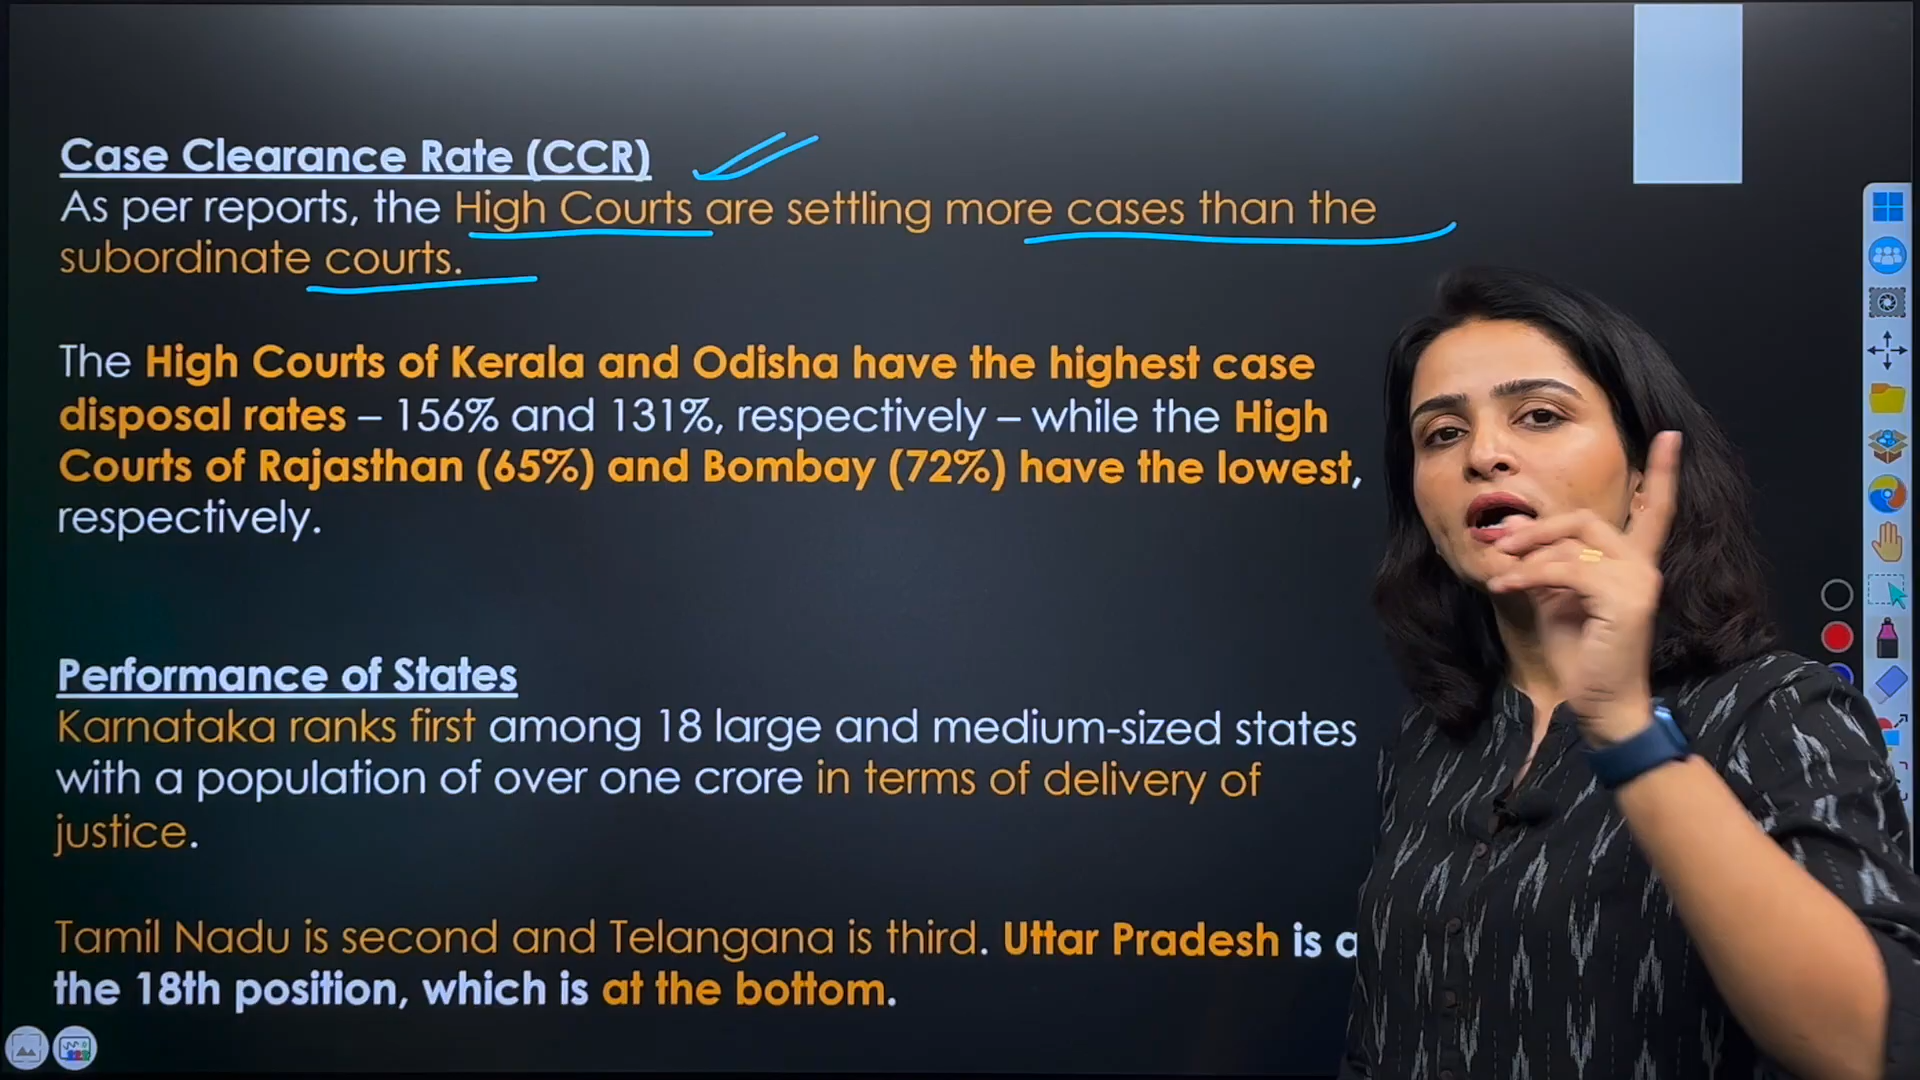 Case Clearance Rate (CCR)
As per reports, the High Courts are settling more cases than the
subordinate courts.
The High Courts of Kerala and Odisha have the highest case
disposal rates – 156% and 131%, respectively – while the High
Courts of Rajasthan (65%) and Bombay (72%) have the lowest,
respectively.
Performance of States
Karnataka ranks first among 18 large and medium-sized states
with a population of over one crore in terms of delivery of
justice.
Tamil Nadu is second and Telangana is third. Uttar Pradesh is
the 18th position, which is at the bottom.